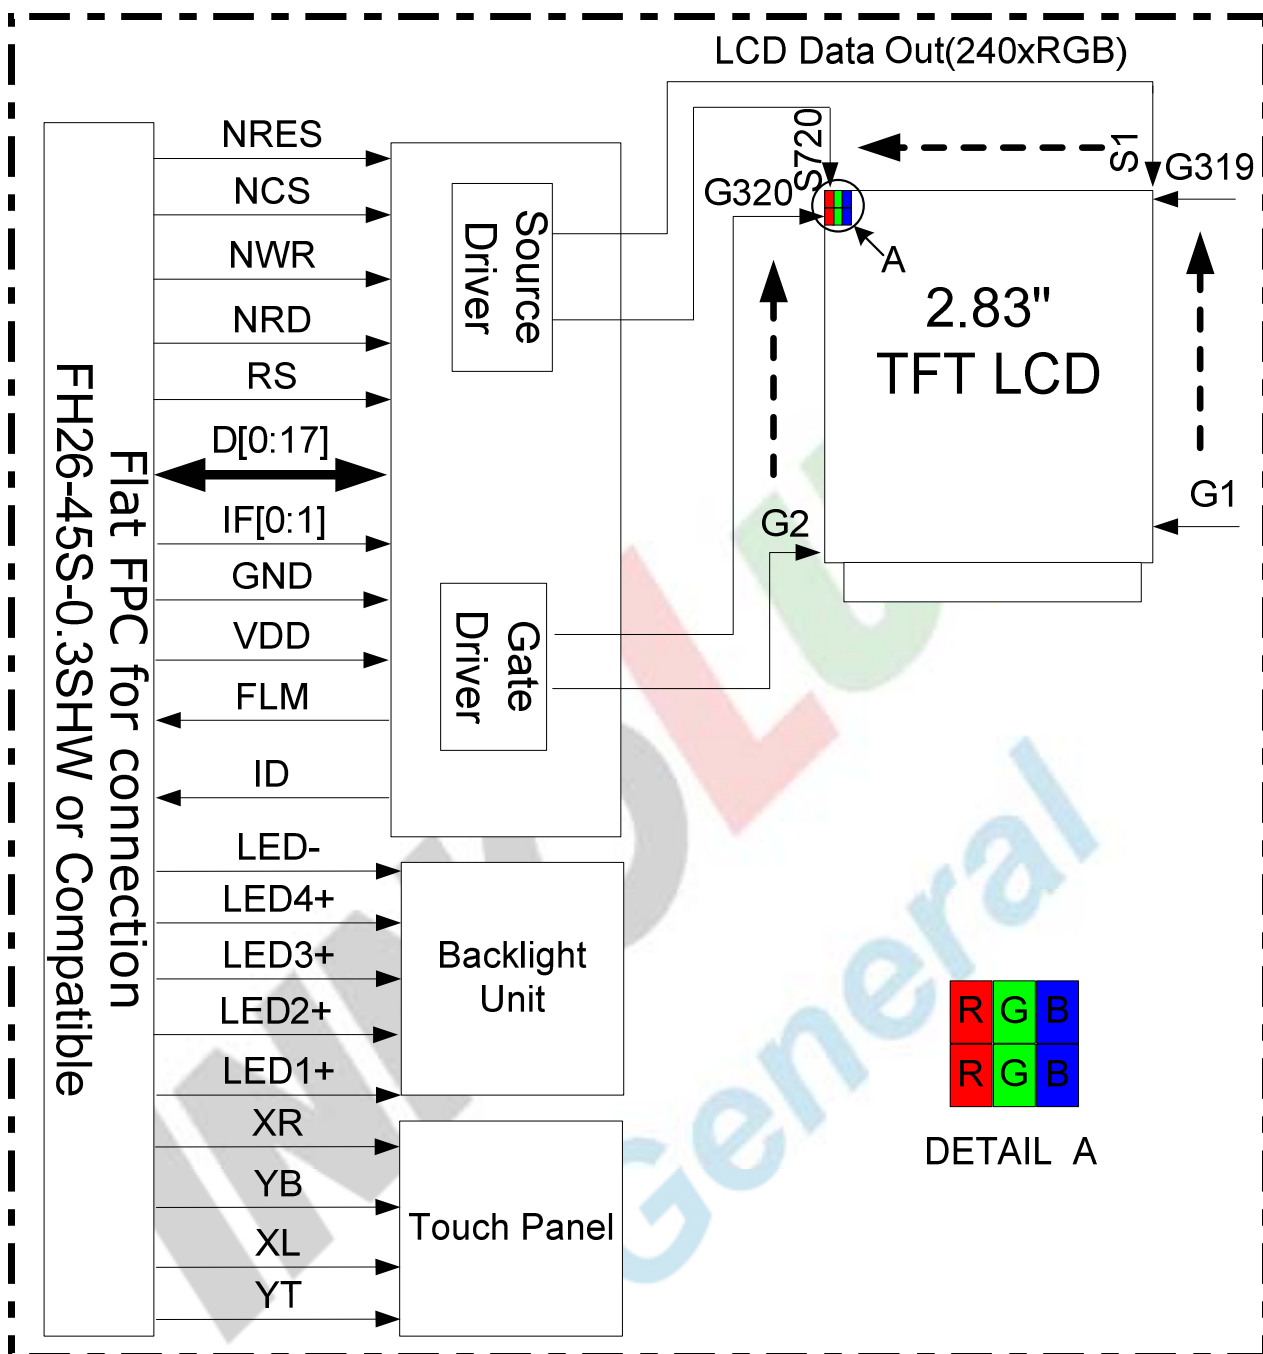 LCD Data Out(240xRGB)
NRES
NCS
NWR
NRD
RS
D[0:17]
IF[0:1]
GND
VDD
FLM
ID
LED-
LED4+
LED3+
LED2+
LED1+
XR
YB
XL
YT
Flat FPC for connection
FH26-45S-0.3SHW or Compatible
Source
Driver
Gate
Driver
Backlight
Unit
Touch Panel
S720
S1
G319
G320
A
2.83"
TFT LCD
G1
G2
R G B
R G B
DETAIL A
INNOLUX
General